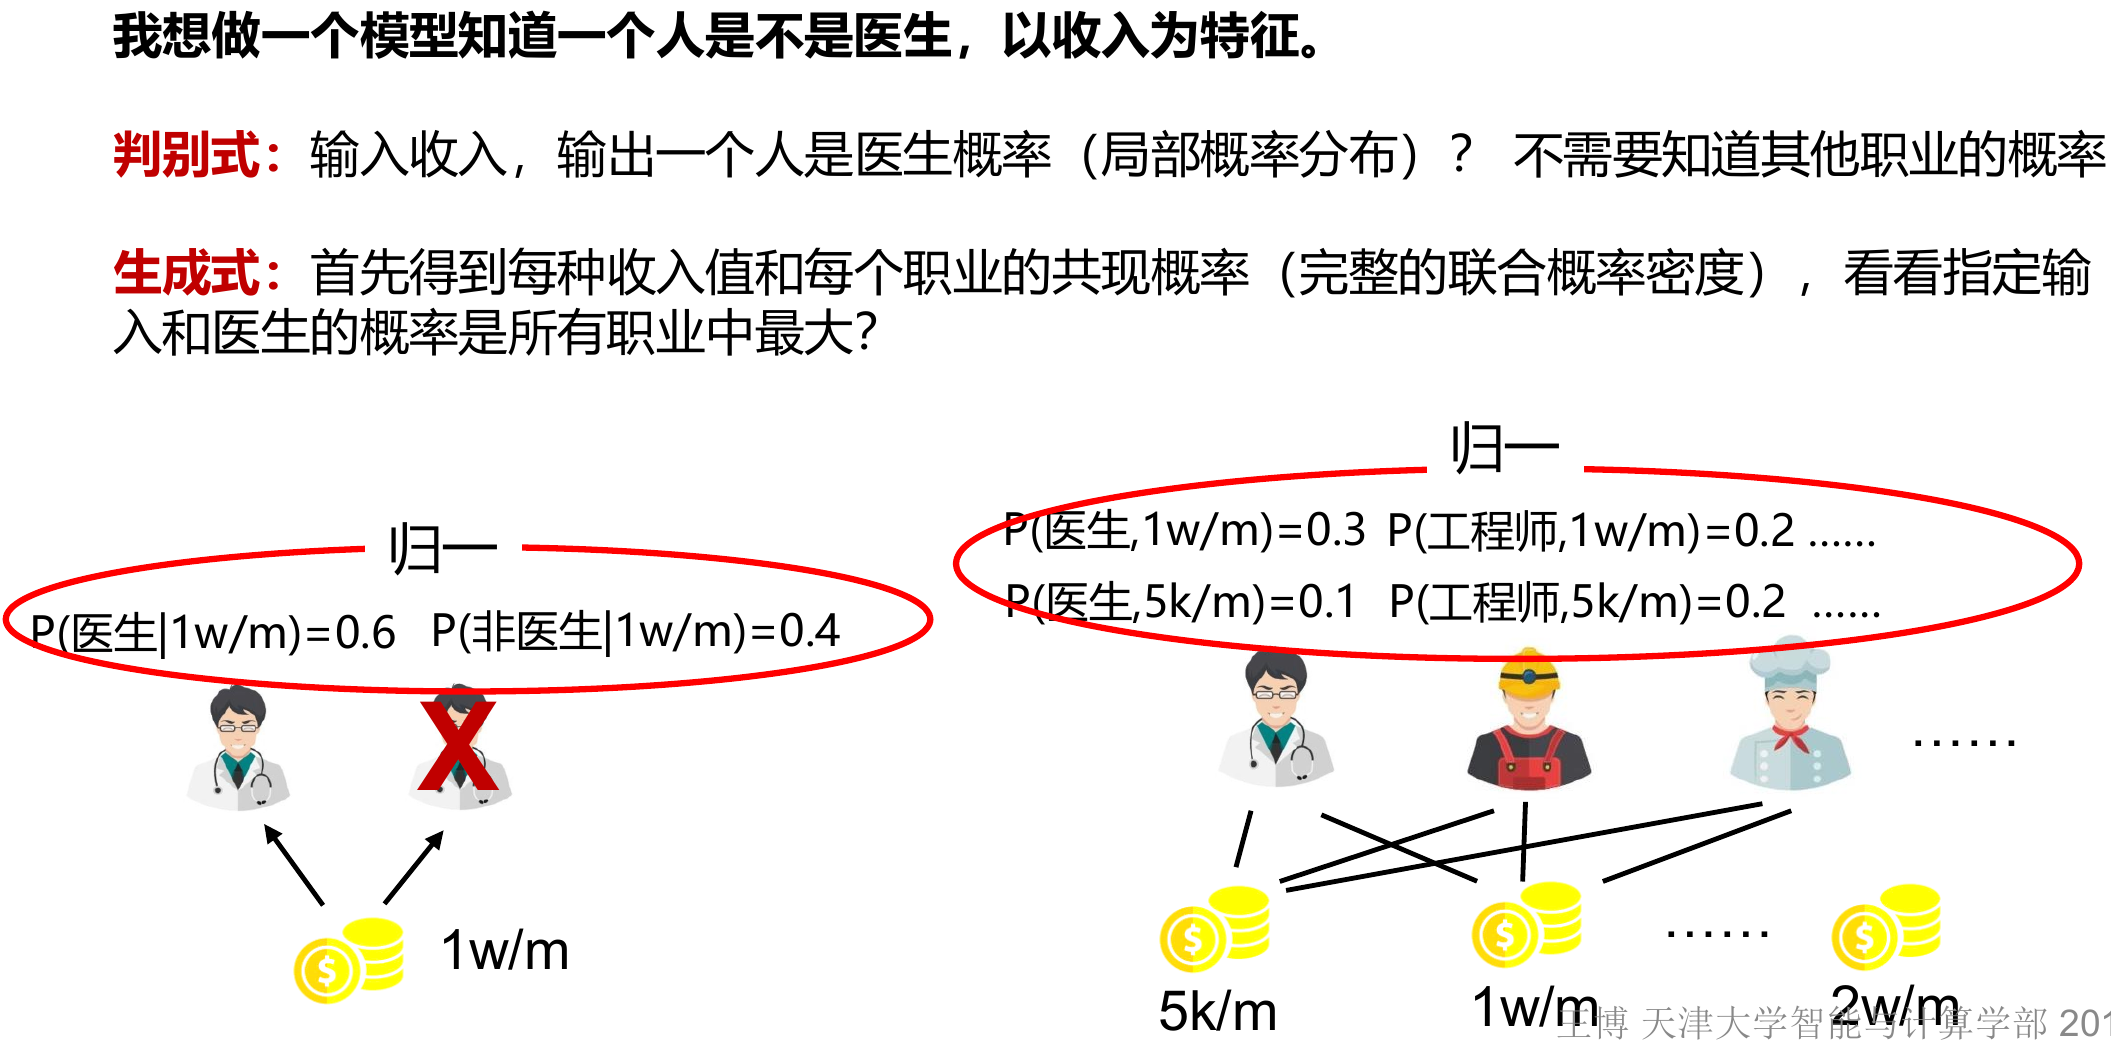 我想做一个模型知道一个人是不是医生，以收入为特征。
判别式：输入收入，输出一个人是医生概率（局部概率分布）？ 不需要知道其他职业的概率
生成式：首先得到每种收入值和每个职业的共现概率（完整的联合概率密度），看看指定输
入和医生的概率是所有职业中最大?
归一
P(医生|1w/m)=0.6 P(非医生|1w/m)=0.4
X
1w/m
归一
P(医生,1w/m)=0.3 P(工程师,1w/m)=0.2 ……
P(医生,5k/m)=0.1 P(工程师,5k/m)=0.2 ……
……
……
5k/m 1w/m 2w/m
王博 天津大学智能与计算学部 201